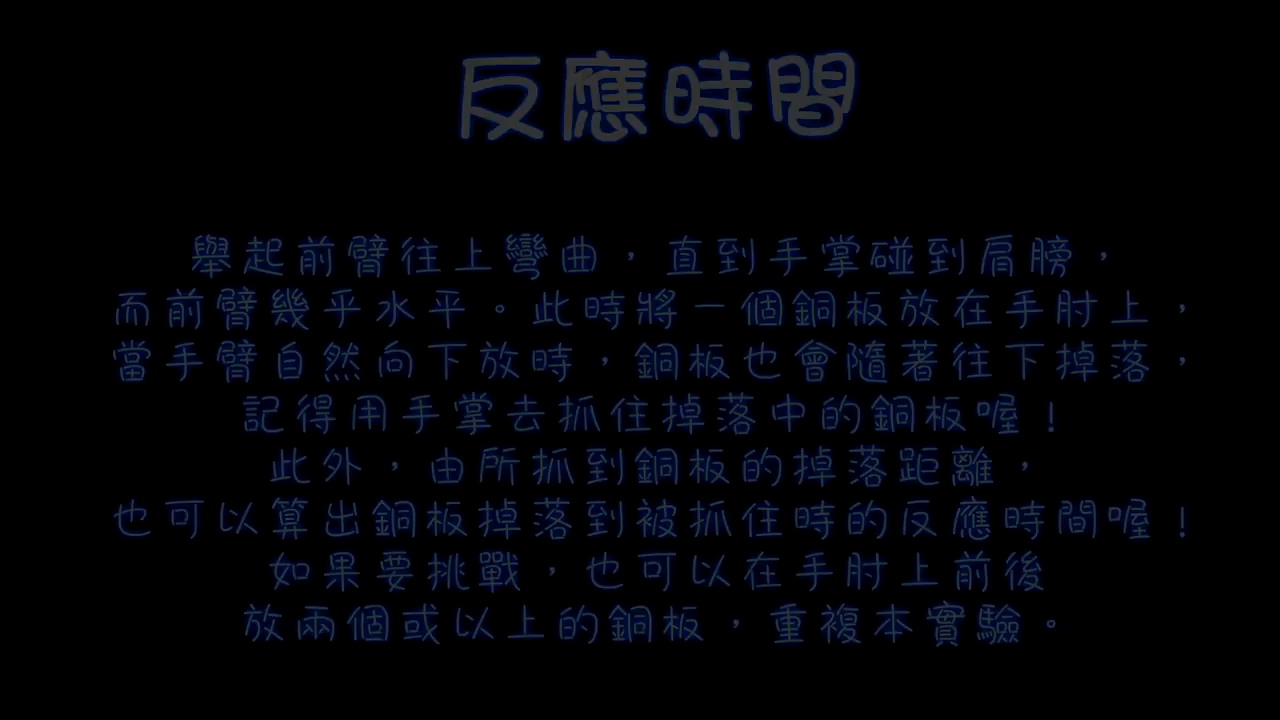 反應時間
舉起前臂往上彎曲，直到手掌碰到肩膀，
而前臂幾乎水平。此時將一個銅板放在手肘上，
當手臂自然向下放時，銅板也會隨著往下掉落，
記得用手掌去抓住掉落中的銅板喔！
此外，由所抓到銅板的掉落距離，
也可以算出銅板掉落到被抓住時的反應時間喔！
如果要挑戰，也可以在手肘上前後
放兩個或以上的銅板，重複本實驗。